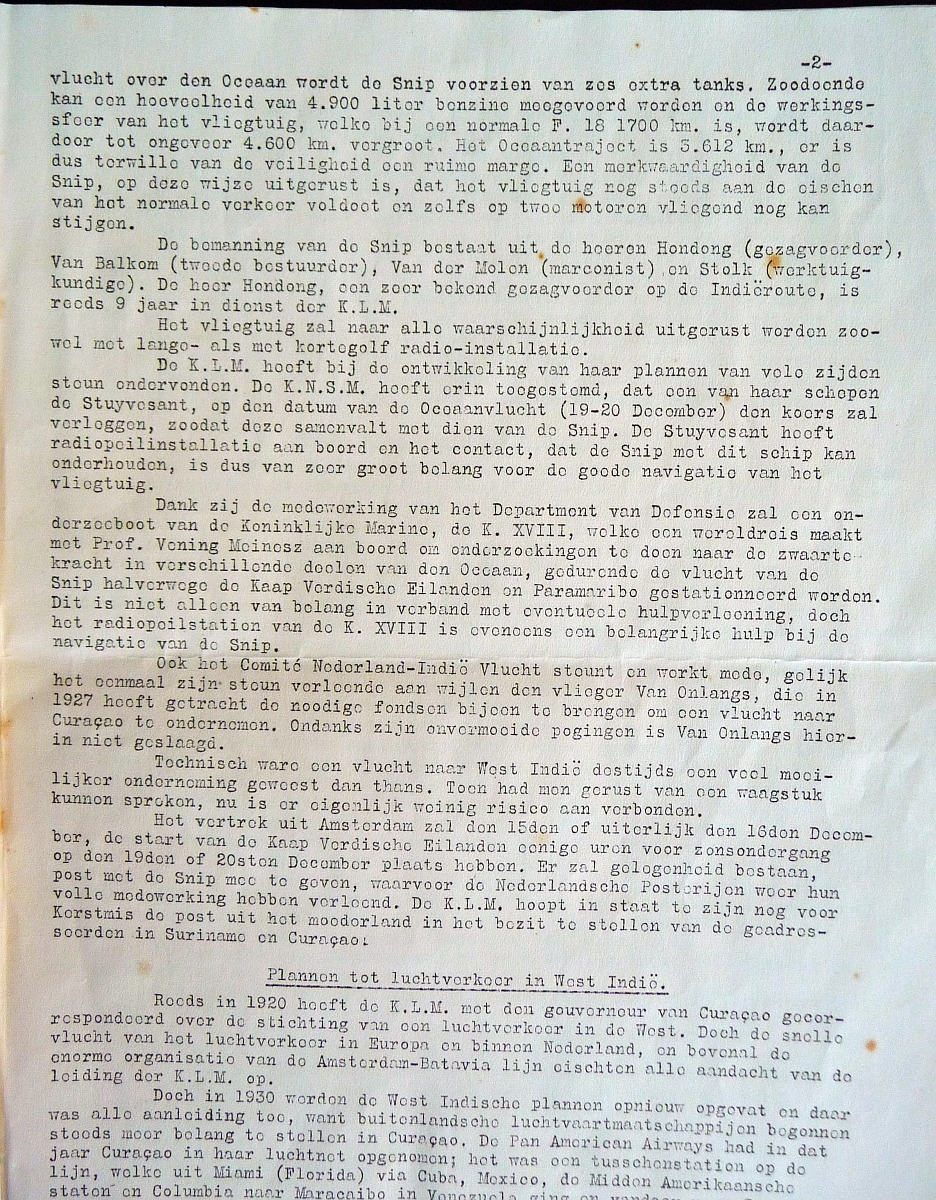 -2-
vlucht over den Oceaan wordt de Snip voorzien van zes extra tanks. Zoodoende
kan een hoeveelheid van 4.900 liter benzine meegevoerd worden en de werkings-
sfeer van het vliegtuig, welke bij een normale F. 18 1700 km. is, wordt daar-
door tot ongeveer 4.600 km. vergroot. Het Oceaantraject is 3.612 km., er is
dus terwille van de veiligheid een ruime marge. Een merkwaardigheid van de
Snip, op deze wijze uitgerust is, dat het vliegtuig nog steeds aan de eischen
van het normale verkeer voldoet en zelfs op twee motoren vliegend nog kan
stijgen.
De bemanning van de Snip bestaat uit de heeren Hondong (gezagvoerder),
Van Balkom (tweede bestuurder), Van der Molen (marconist) en Stolk (werktuig-
kundige). De heer Hondong, een zeer bekend gezagvoerder op de Indiëroute, is
reeds 9 jaar in dienst der K.L.M.
Het vliegtuig zal naar alle waarschijnlijkheid uitgerust worden zoo-
wel met lange- als met kortegolf radio-installatie.
De K.L.M. heeft bij de ontwikkeling van haar plannen van vele zijden
steun ondervonden. De K.N.S.M. heeft erin toegestemd, dat een van haar schepen
de Stuyvesant, op den datum van de Oceaanvlucht (19-20 December) den koers zal
verleggen, zoodat deze samenvalt met dien van de Snip. De Stuyvesant heeft
radiopeilinstallatie aan boord en het contact, dat de Snip met dit schip kan
onderhouden, is dus van zeer groot belang voor de goede navigatie van het
vliegtuig.
Dank zij de medewerking van het Department van Defensie zal een on-
derzeeboot van de Koninklijke Marine, de K. XVIII, welke een wereldreis maakt
met Prof. Vening Meinesz aan boord om onderzoekingen te doen naar de zwaarte-
kracht in verschillende deelen van den Oceaan, gedurende de vlucht van de
Snip halverwege de Kaap Verdische Eilanden en Paramaribo gestationneerd worden.
Dit is niet alleen van belang in verband met eventueele hulpverleening, doch
het radiopeilstation van de K. XVIII is eveneens een belangrijke hulp bij de
navigatie van de Snip.
Ook het Comité Nederland-Indië Vlucht steunt en werkt mede, gelijk
het eenmaal zijn steun verleende aan wijlen den vlieger Van Onlangs, die in
1927 heeft getracht de noodige fondsen bijeen te brengen om een vlucht naar
Curaçao te ondernemen. Ondanks zijn onvermoeide pogingen is Van Onlangs hier-
in niet geslaagd.
Technisch ware een vlucht naar West Indië destijds een veel moei-
lijker onderneming geweest dan thans. Toen had men gerust van een waagstuk
kunnen spreken, nu is er eigenlijk weinig risico aan verbonden.
Het vertrek uit Amsterdam zal den 15den of uiterlijk den 16den Decem-
ber, de start van de Kaap Verdische Eilanden eenige uren voor zonsondergang
op den 19den of 20sten December plaats hebben. Er zal gelegenheid bestaan,
post met de Snip mee te geven, waarvoor de Nederlandsche Posterijen weer hun
volle medewerking hebben verleend. De K.L.M. hoopt in staat te zijn nog voor
Kerstmis de post uit het moederland in het bezit te stellen van de geadres-
seerden in Suriname en Curaçao.
Plannen tot luchtverkeer in West Indië.
Reeds in 1920 heeft de K.L.M. met den gouverneur van Curaçao gecor-
respondeerd over de stichting van een luchtverkeer in de West. Doch de snelle
vlucht van het luchtverkeer in Europa en binnen Nederland, en bovenal de
enorme organisatie van de Amsterdam-Batavia lijn eischten alle aandacht van de
leiding der K.L.M. op.
Doch in 1930 werden de West Indische plannen opnieuw opgevat en daar
was alle aanleiding toe, want buitenlandsche luchtvaartmaatschappijen begonnen
steeds meer belang te stellen in Curaçao. De Pan American Airways had in dat
jaar Curaçao in haar luchtnet opgenomen; het was een tusschenstation op de
lijn, welke uit Miami (Florida) via Cuba, Mexico, de Midden Amerikaansche
staten en Columbia naar Maracaibo in Venezuela ging en